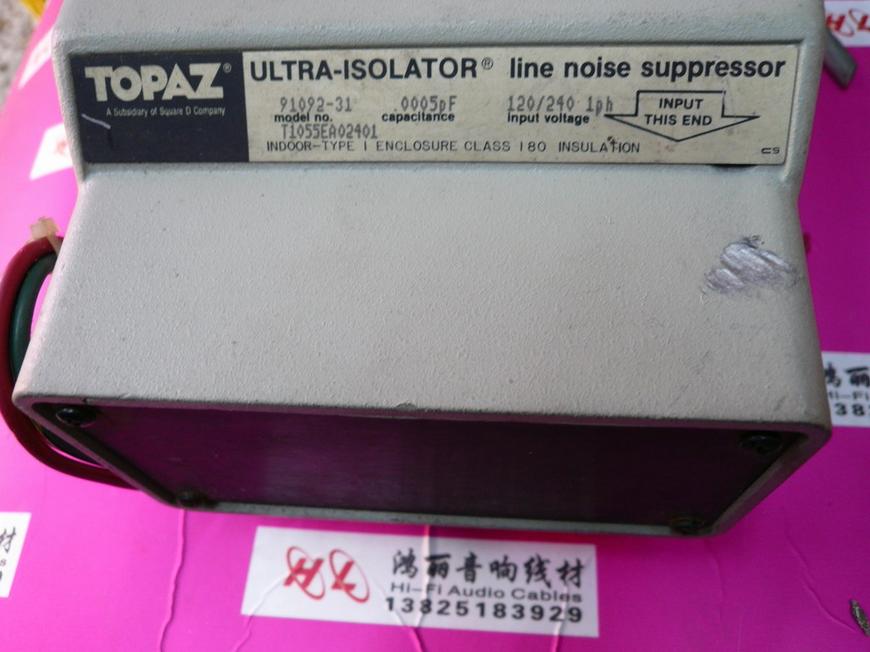 TOPAZ®
A Subsidiary of Square D Company
ULTRA-ISOLATOR® line noise suppressor
91092-31 .0005pF 120/240 1ph
model no. capacitance input voltage
T1055EA02401
INPUT
THIS END
INDOOR-TYPE 1 ENCLOSURE CLASS 180 INSULATION
鸿丽音响线材
Hi-Fi Audio Cables
13825183929